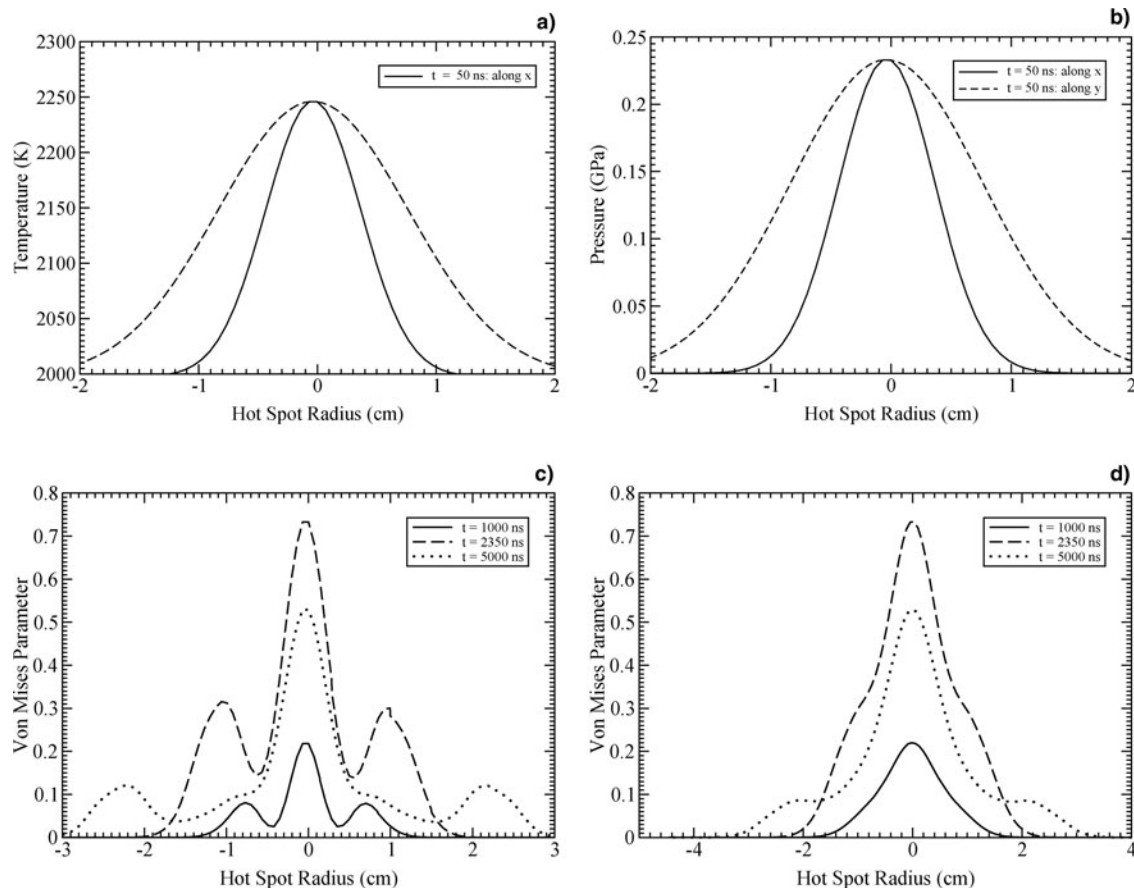 a)
2300
2250
2200
2150
2100
2050
2000
Temperature (K)
t = 50 ns: along x
-2
-1
0
1
2
Hot Spot Radius (cm)
b)
0.25
0.2
0.15
0.1
0.05
0
Pressure (GPa)
t = 50 ns: along x
t = 50 ns: along y
-2
-1
0
1
2
Hot Spot Radius (cm)
c)
0.8
0.7
0.6
0.5
0.4
0.3
0.2
0.1
0
Von Mises Parameter
t = 1000 ns
t = 2350 ns
t = 5000 ns
-3
-2
-1
0
1
2
3
Hot Spot Radius (cm)
d)
0.8
0.7
0.6
0.5
0.4
0.3
0.2
0.1
0
Von Mises Parameter
t = 1000 ns
t = 2350 ns
t = 5000 ns
-4
-2
0
2
4
Hot Spot Radius (cm)